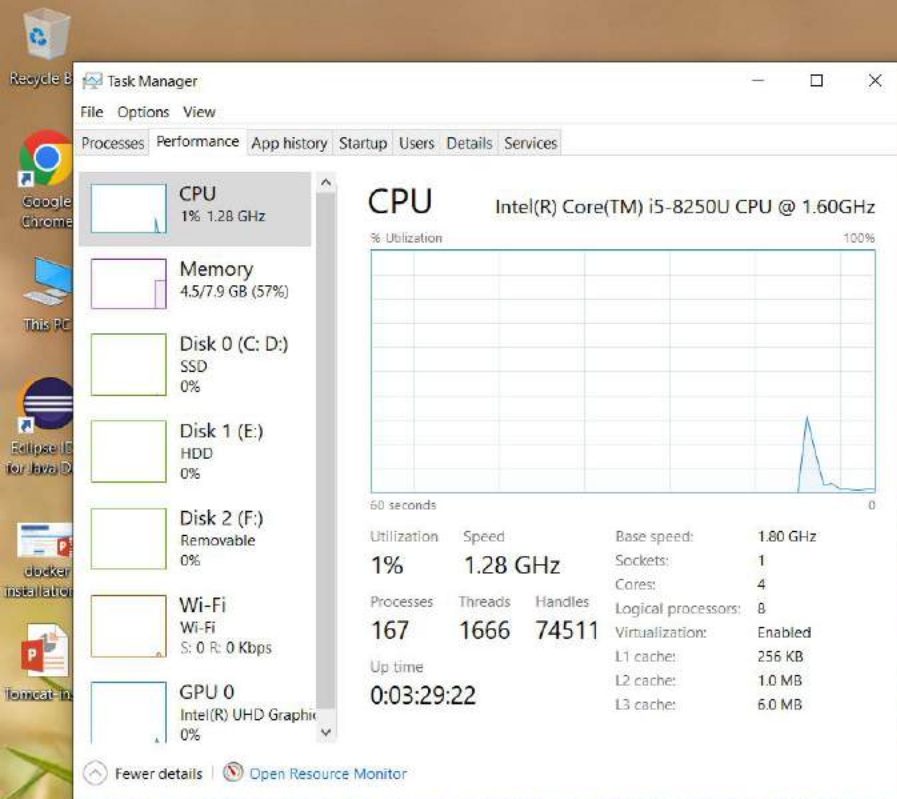 Recycle B
Google
Chrome
This PC
Eclipse ID
for Java D
docker
installation
Tomcat-in
Task Manager
File Options View
Processes Performance App history Startup Users Details Services
CPU
1% 1.28 GHz
Memory
4.5/7.9 GB (57%)
Disk 0 (C: D:)
SSD
0%
Disk 1 (E:)
HDD
0%
Disk 2 (F:)
Removable
0%
Wi-Fi
Wi-Fi
S: 0 R: 0 Kbps
GPU 0
Intel(R) UHD Graphic
0%
CPU Intel(R) Core(TM) i5-8250U CPU @ 1.60GHz
% Utilization 100%
60 seconds 0
Utilization Speed
1% 1.28 GHz
Processes Threads Handles
167 1666 74511
Up time
0:03:29:22
Base speed: 1.80 GHz
Sockets: 1
Cores: 4
Logical processors: 8
Virtualization: Enabled
L1 cache: 256 KB
L2 cache: 1.0 MB
L3 cache: 6.0 MB
Fewer details Open Resource Monitor